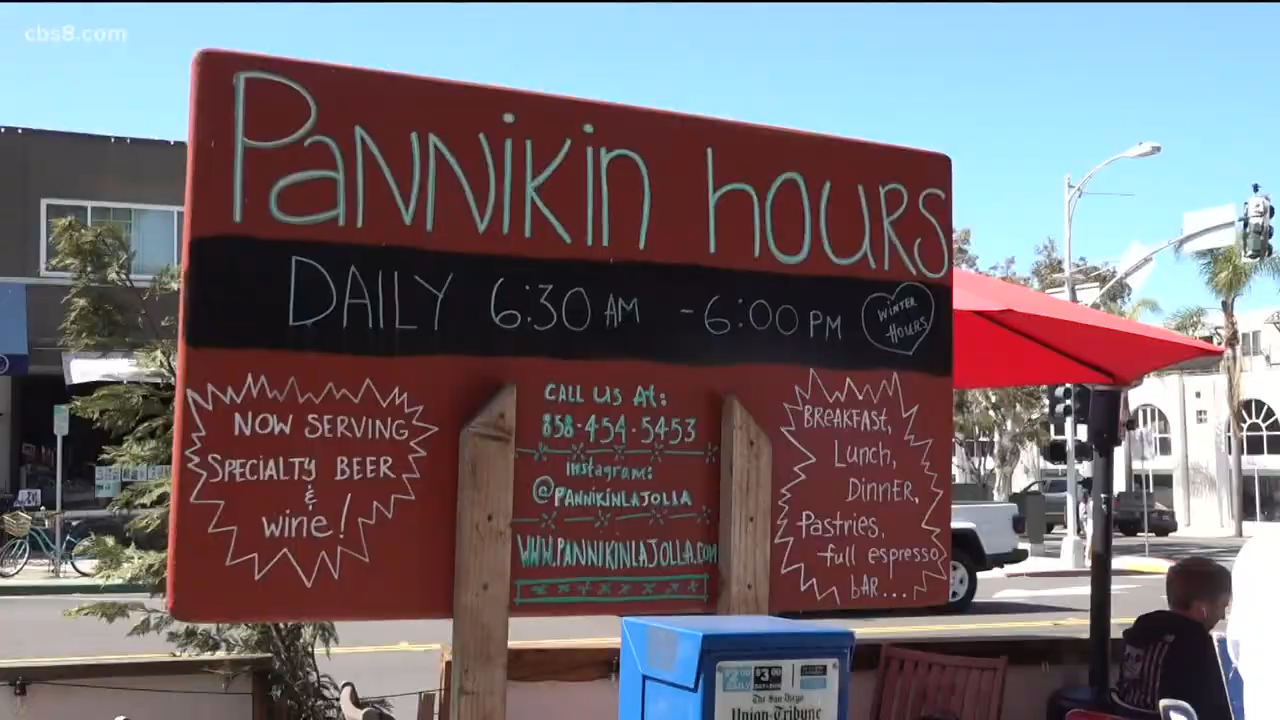 cbs8.com
Pannikin hours
DAILY 6:30 AM - 6:00 PM
WINTER
HOURS
NOW SERVING
SPECIALTY BEER
&
WINE!
CALL US AT:
858-454-5453
Instagram:
@PANNIKINLAJOLLA
WWW.PANNIKINLAJOLLA.COM
BREAKFAST,
Lunch,
DINNER,
Pastries,
full espresso
BAR...
$3.00
The San Diego
Union-Tribune